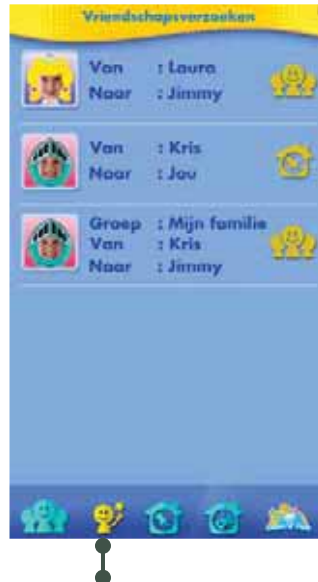 Vriendschapsverzoeken
Van : Laura
Naar : Jimmy
Van : Kris
Naar : Jou
Groep : Mijn familie
Van : Kris
Naar : Jimmy